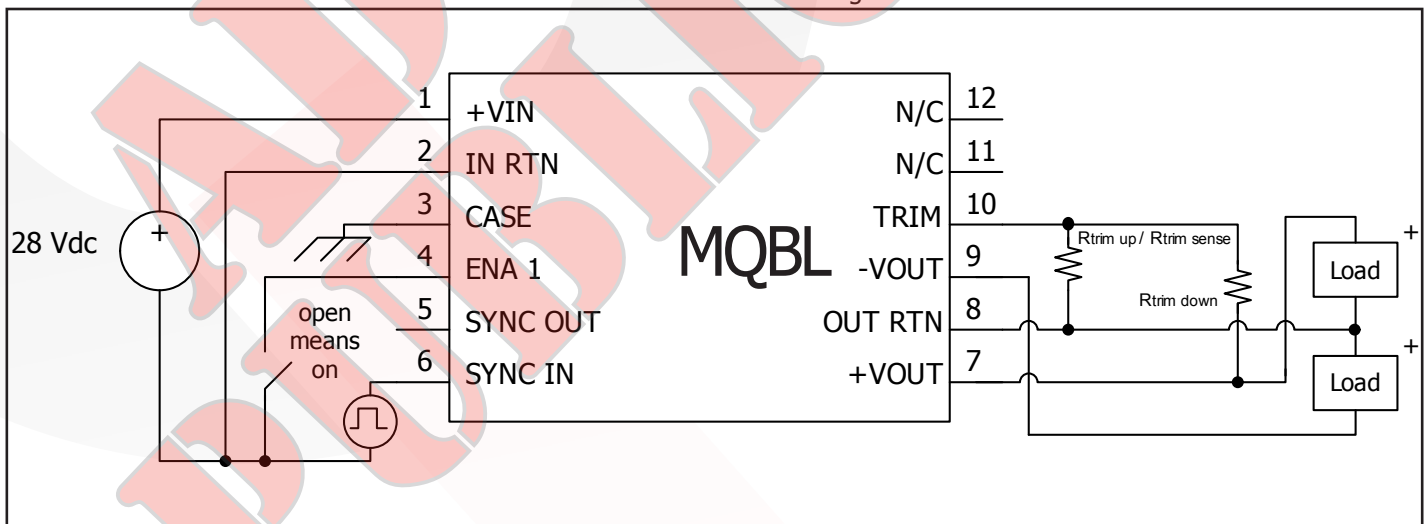 1 +VIN
2 IN RTN
3 CASE
4 ENA 1
5 SYNC OUT
6 SYNC IN
28 Vdc
+
open
means
on
MQBL
N/C 12
N/C 11
TRIM 10
-VOUT 9
OUT RTN 8
+VOUT 7
Rtrim up / Rtrim sense
Rtrim down
Load
+
Load
+